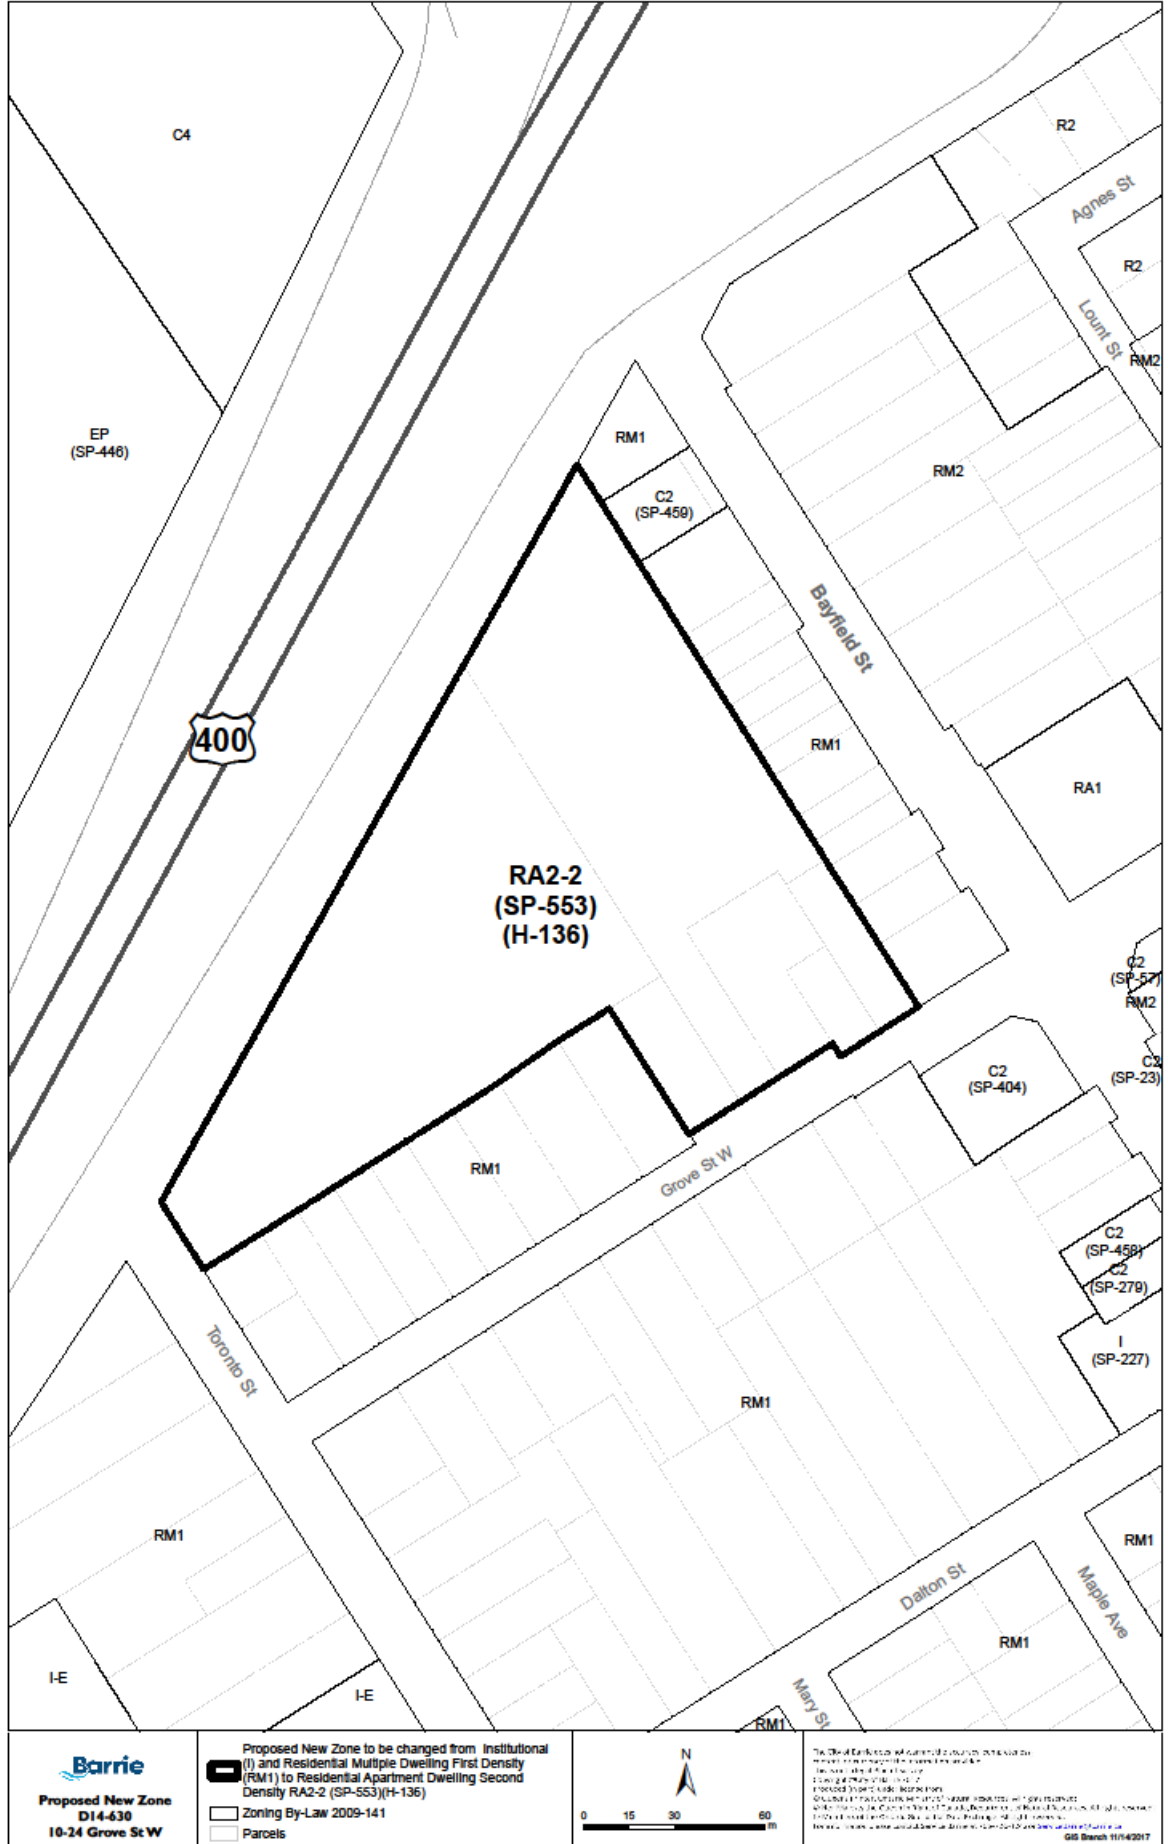 C4
R2
Agnes St
R2
Lount St
RM2
EP
(SP-446)
RM1
RM2
C2
(SP-459)
Bayfield St
400
RM1
RA1
RA2-2
(SP-553)
(H-136)
C2
(SP-57)
RM2
C2
(SP-23)
C2
(SP-404)
RM1
Grove St W
C2
(SP-458)
C2
(SP-279)
I
(SP-227)
Toronto St
RM1
RM1
RM1
Dalton St
Maple Ave
RM1
I-E
I-E
Mary St
RM1
Barrie
Proposed New Zone
D14-630
10-24 Grove St W
Proposed New Zone to be changed from Institutional
(I) and Residential Multiple Dwelling First Density
(RM1) to Residential Apartment Dwelling Second
Density RA2-2 (SP-553)(H-136)
Zoning By-Law 2009-141
Parcels
N
0 15 30 60
m
GIS Branch 11/14/2017